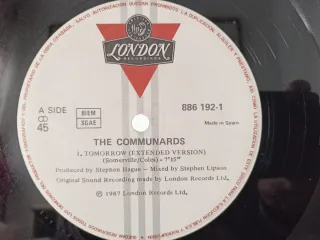 LONDON
RECORDINGS
A SIDE
45
BIEM
SGAE
886 192-1
Made in Spain
THE COMMUNARDS
1. TOMORROW (EXTENDED VERSION)
(Somerville/Coles) - 7'15"
Produced by Stephen Hague - Mixed by Stephen Lipson
Original Sound Recording made by London Records Ltd.
℗ 1987 London Records Ltd.